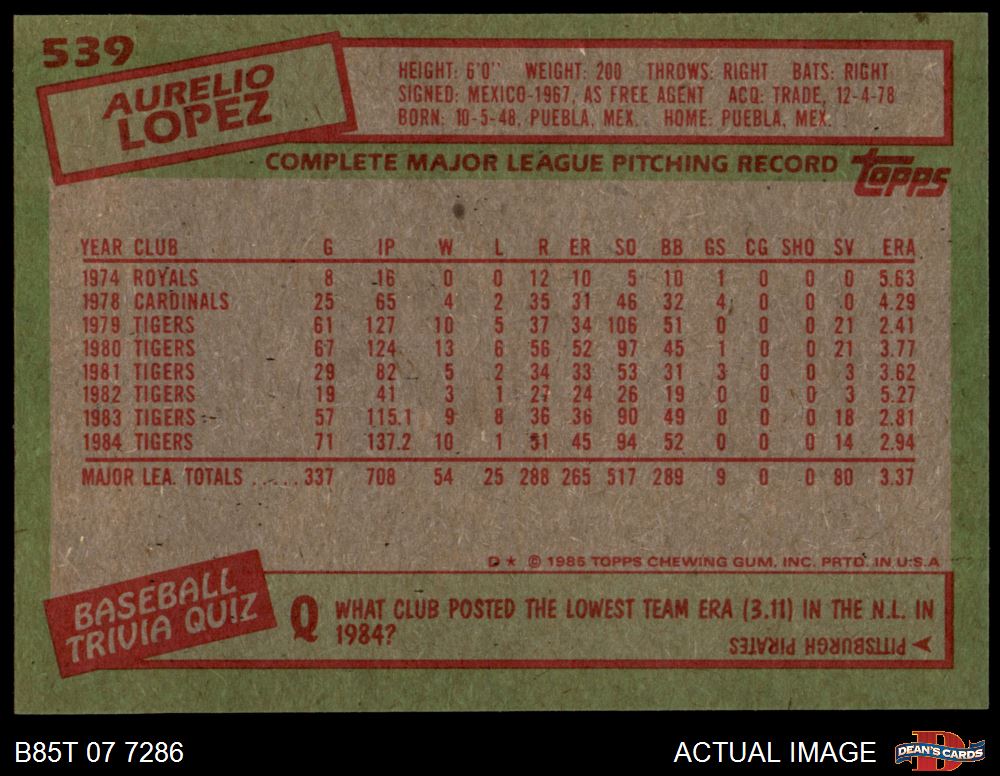 539
AURELIO
LOPEZ
HEIGHT: 6'0" WEIGHT: 200 THROWS: RIGHT BATS: RIGHT
SIGNED: MEXICO-1967, AS FREE AGENT ACQ: TRADE, 12-4-78
BORN: 10-5-48, PUEBLA, MEX. HOME: PUEBLA, MEX.
COMPLETE MAJOR LEAGUE PITCHING RECORD
topps
YEAR CLUB G IP W L R ER SO BB GS CG SHO SV ERA
1974 ROYALS 8 16 0 0 12 10 5 10 1 0 0 0 5.63
1978 CARDINALS 25 65 4 2 35 31 46 32 4 0 0 0 4.29
1979 TIGERS 61 127 10 5 37 34 106 51 0 0 0 21 2.41
1980 TIGERS 67 124 13 6 56 52 97 45 1 0 0 21 3.77
1981 TIGERS 29 82 5 2 34 33 53 31 3 0 0 3 3.62
1982 TIGERS 19 41 3 1 27 24 26 19 0 0 0 3 5.27
1983 TIGERS 57 115.1 9 8 36 36 90 49 0 0 0 18 2.81
1984 TIGERS 71 137.2 10 1 51 45 94 52 0 0 0 14 2.94
MAJOR LEA. TOTALS ..... 337 708 54 25 288 265 517 289 9 0 0 80 3.37
D ★ © 1985 TOPPS CHEWING GUM, INC. PRTD. IN U.S.A
BASEBALL
TRIVIA QUIZ
Q WHAT CLUB POSTED THE LOWEST TEAM ERA (3.11) IN THE N.L. IN
1984?
PITTSBURGH PIRATES
B85T 07 7286
ACTUAL IMAGE
D
DEAN'S CARDS